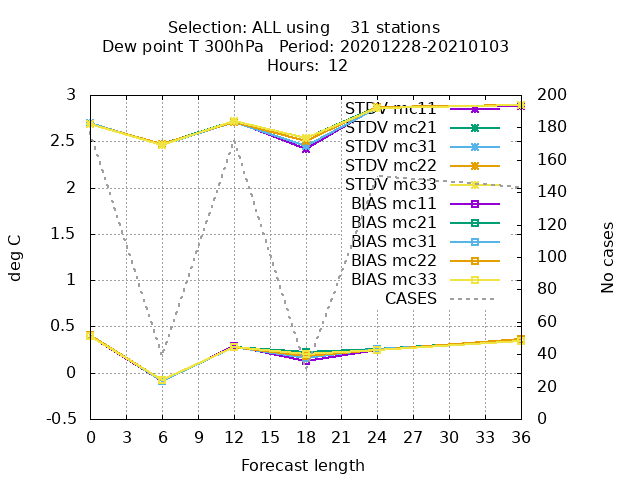 Selection: ALL using 31 stations
Dew point T 300hPa Period: 20201228-20210103
Hours: 12
3
2.5
2
1.5
1
0.5
0
-0.5
deg C
200
180
160
140
120
100
80
60
40
20
0
No cases
STDV mc11
STDV mc21
STDV mc31
STDV mc22
STDV mc33
BIAS mc11
BIAS mc21
BIAS mc31
BIAS mc22
BIAS mc33
CASES
0 3 6 9 12 15 18 21 24 27 30 33 36
Forecast length